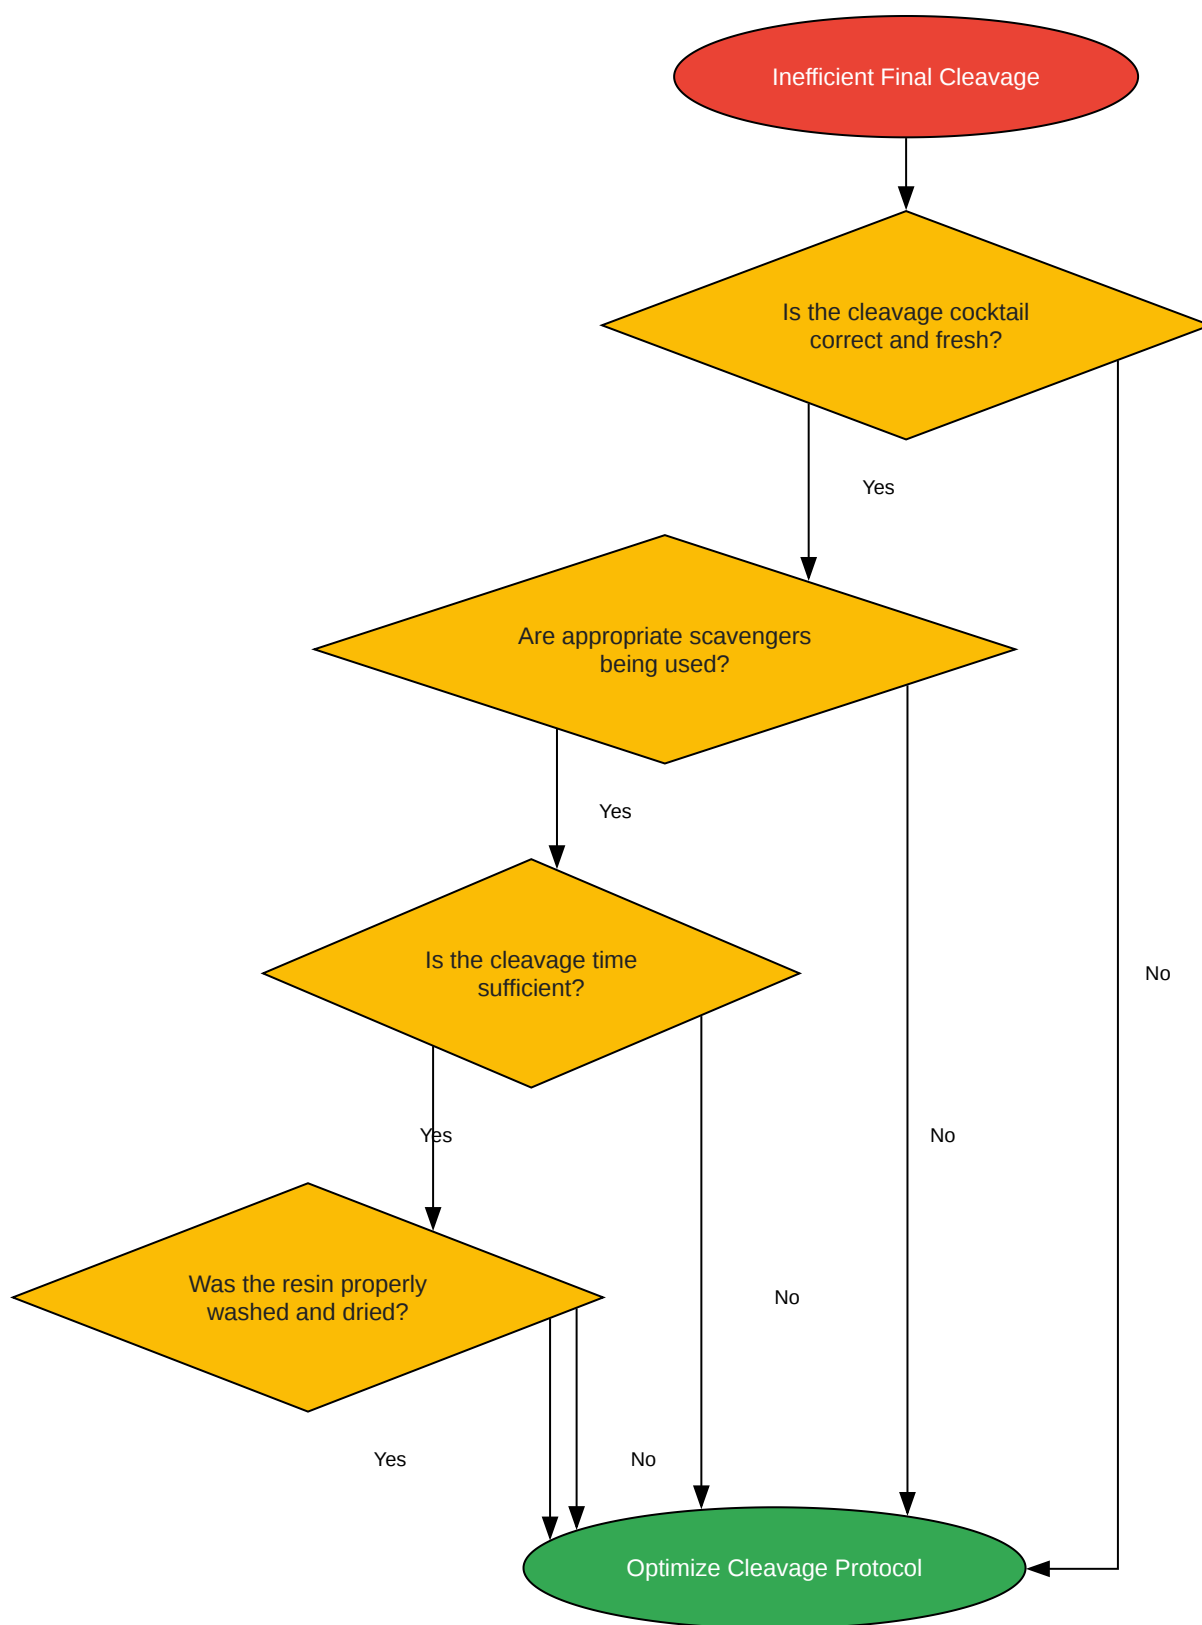 Inefficient Final Cleavage
Is the cleavage cocktail
correct and fresh?
Yes
Are appropriate scavengers
being used?
Yes
Is the cleavage time
sufficient?
No
Yes
No
Was the resin properly
washed and dried?
No
Yes
No
Optimize Cleavage Protocol